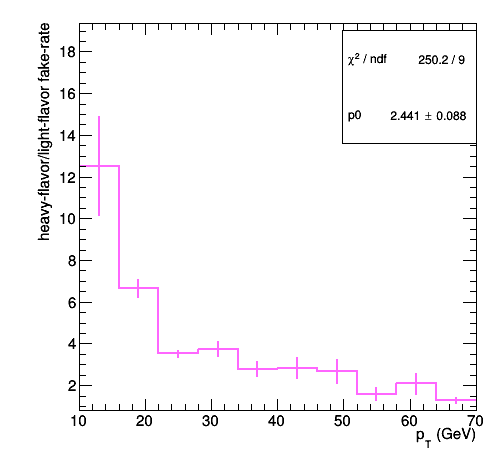 heavy-flavor/light-flavor fake-rate
χ² / ndf 250.2 / 9
p0 2.441 ± 0.088
18
16
14
12
10
8
6
4
2
10 20 30 40 50 60 70
p_T (GeV)